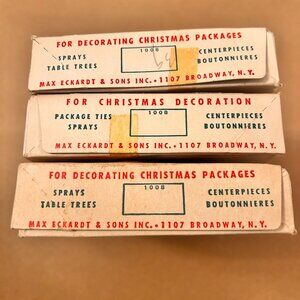 FOR DECORATING CHRISTMAS PACKAGES
SPRAYS 1008 CENTERPIECES
TABLE TREES BOUTONNIERES
MAX ECKARDT & SONS INC. • 1107 BROADWAY, N.Y.
FOR CHRISTMAS DECORATION
PACKAGE TIES 1008 CENTERPIECES
SPRAYS BOUTONNIERES
MAX ECKARDT & SONS INC. • 1107 BROADWAY, N.Y.
FOR DECORATING CHRISTMAS PACKAGES
SPRAYS 1008 CENTERPIECES
TABLE TREES BOUTONNIERES
MAX ECKARDT & SONS INC. • 1107 BROADWAY, N.Y.